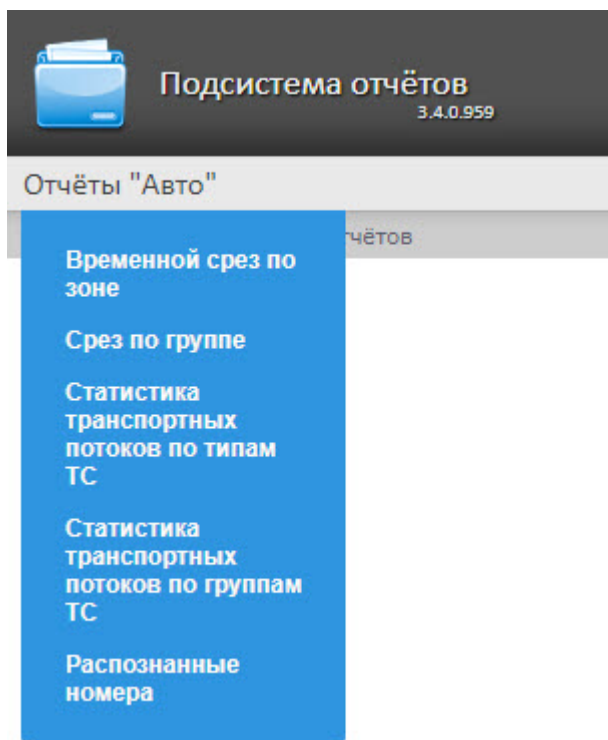 Подсистема отчётов
3.4.0.959
Отчёты "Авто"
чётов
Временной срез по
зоне
Срез по группе
Статистика
транспортных
потоков по типам
ТС
Статистика
транспортных
потоков по группам
ТС
Распознанные
номера